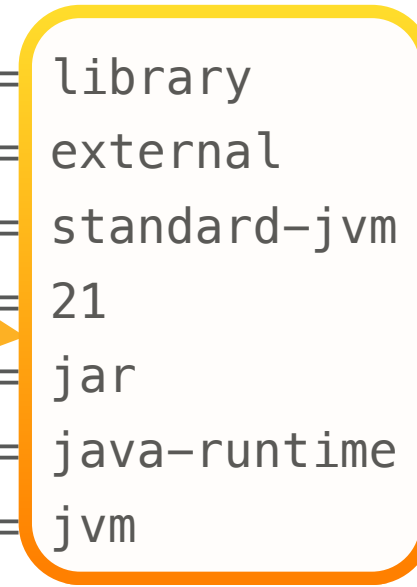 = library
= external
= standard-jvm
= 21
= jar
= java-runtime
= jvm